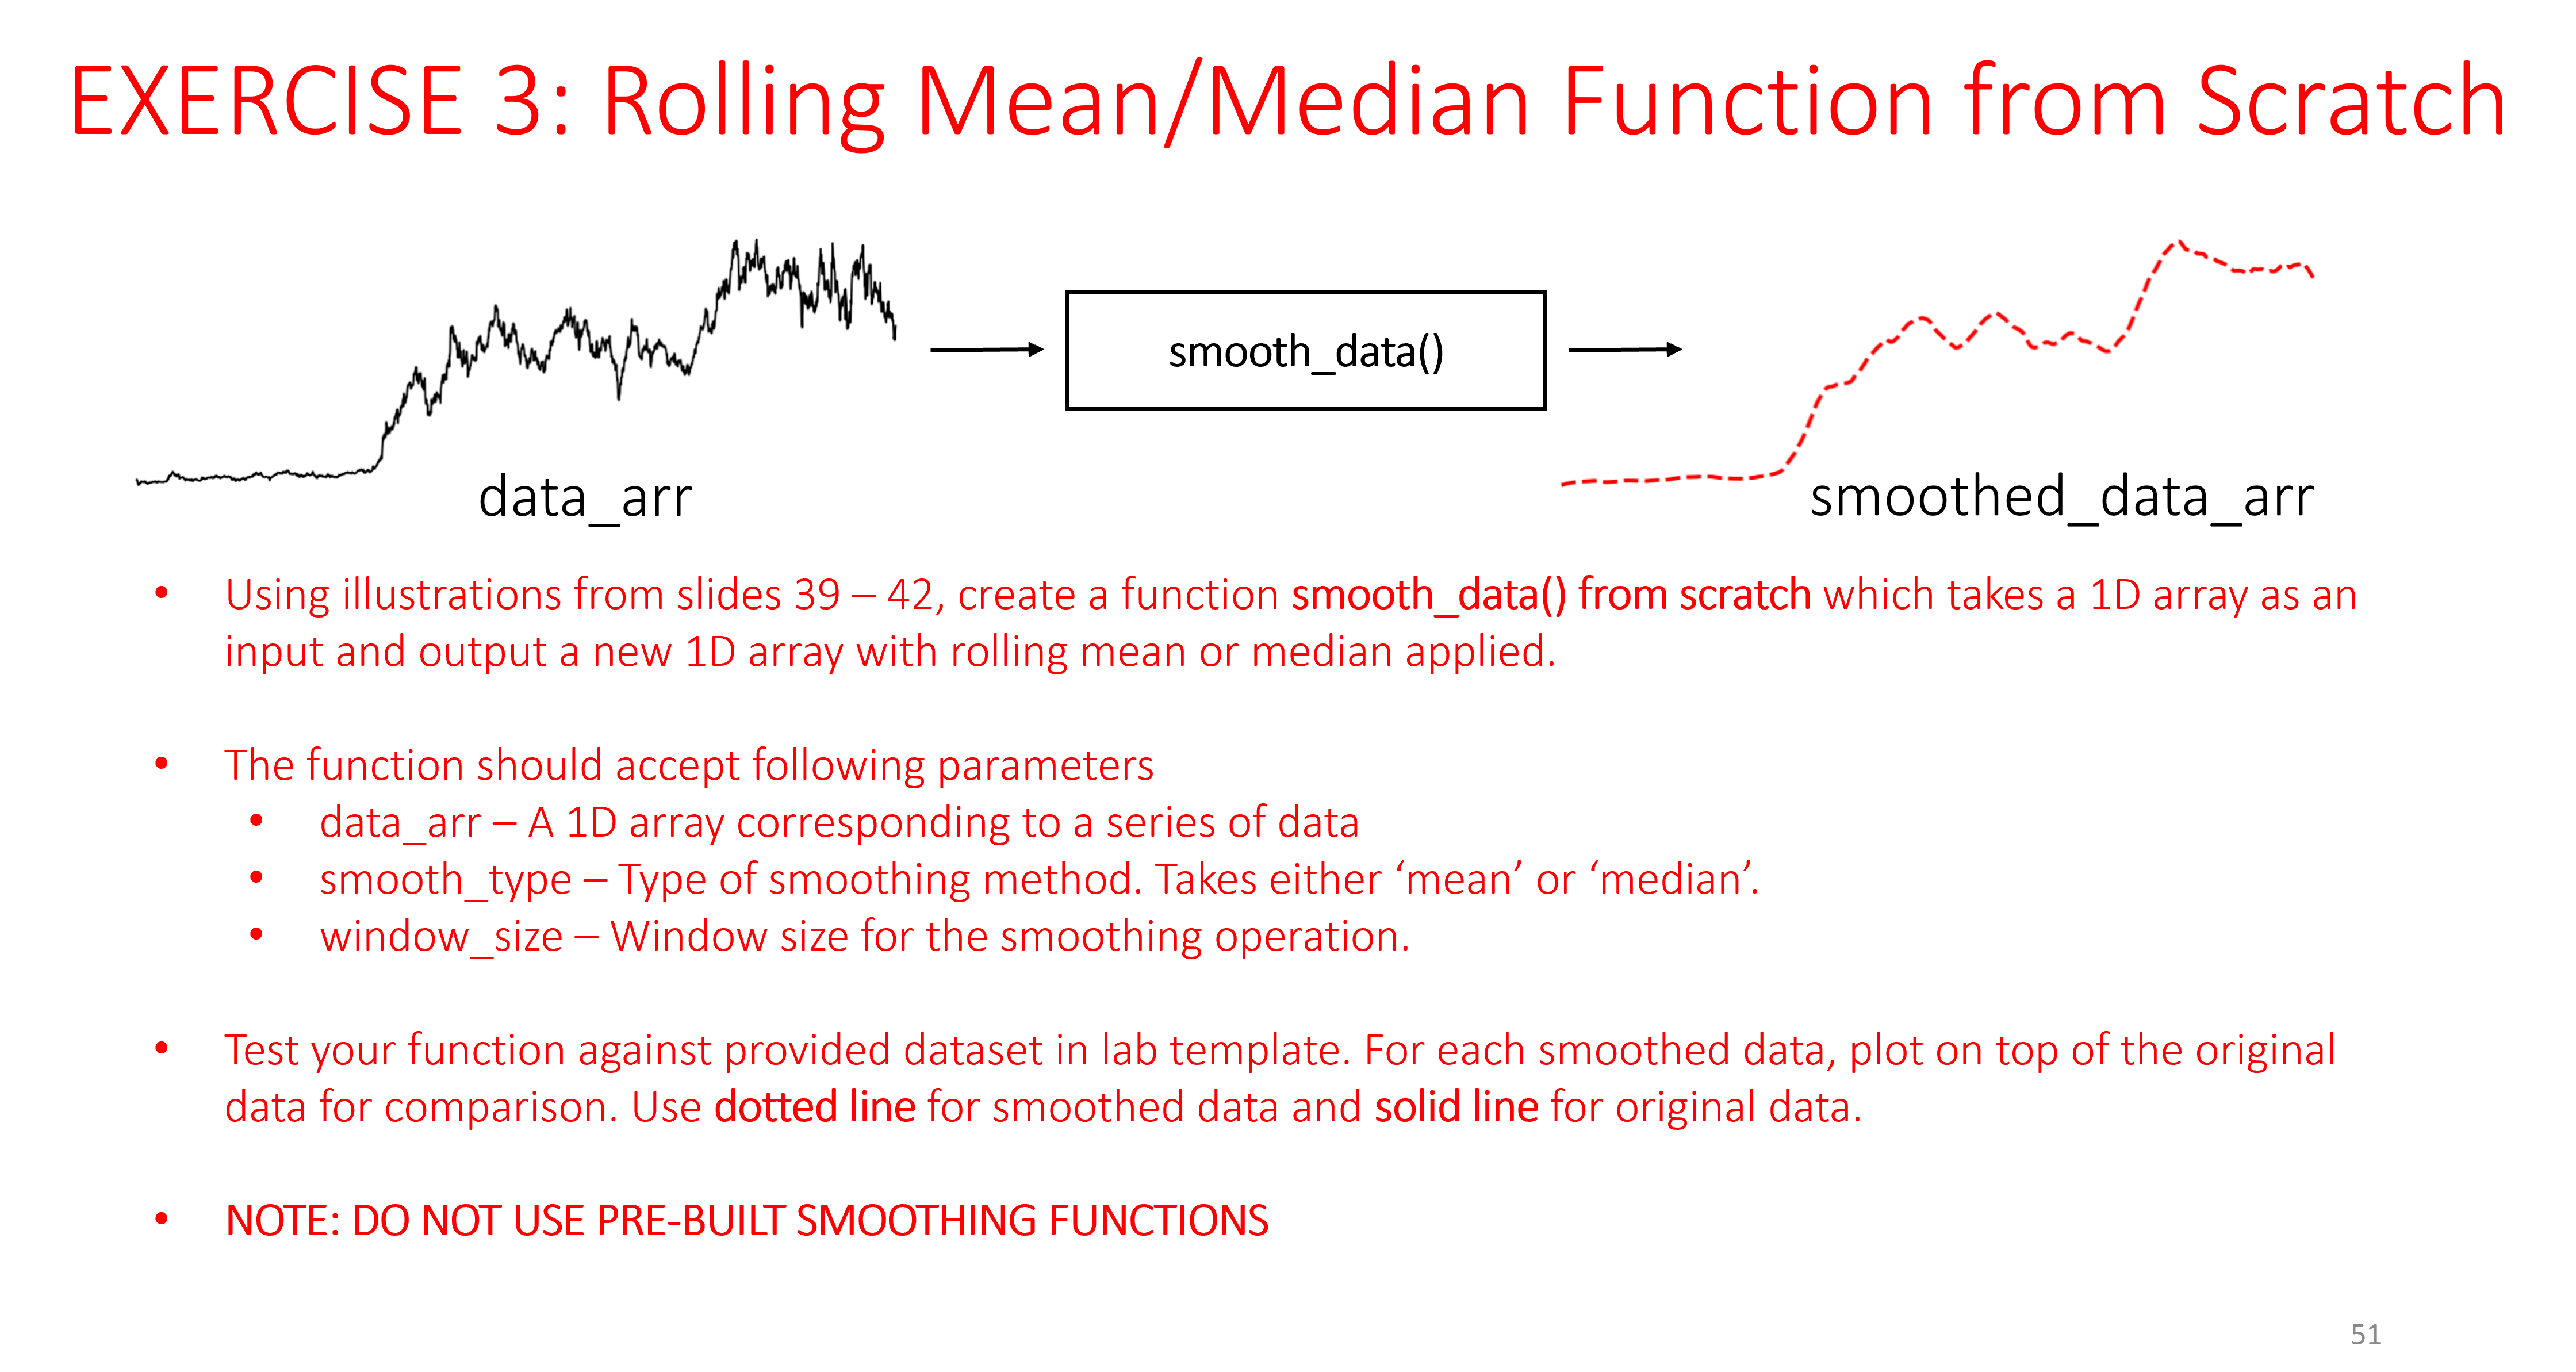 EXERCISE 3: Rolling Mean/Median Function from Scratch
smooth_data()
data_arr
smoothed_data_arr
• Using illustrations from slides 39 – 42, create a function smooth_data() from scratch which takes a 1D array as an
input and output a new 1D array with rolling mean or median applied.
• The function should accept following parameters
• data_arr – A 1D array corresponding to a series of data
• smooth_type – Type of smoothing method. Takes either ‘mean’ or ‘median’.
• window_size – Window size for the smoothing operation.
• Test your function against provided dataset in lab template. For each smoothed data, plot on top of the original
data for comparison. Use dotted line for smoothed data and solid line for original data.
• NOTE: DO NOT USE PRE-BUILT SMOOTHING FUNCTIONS
51